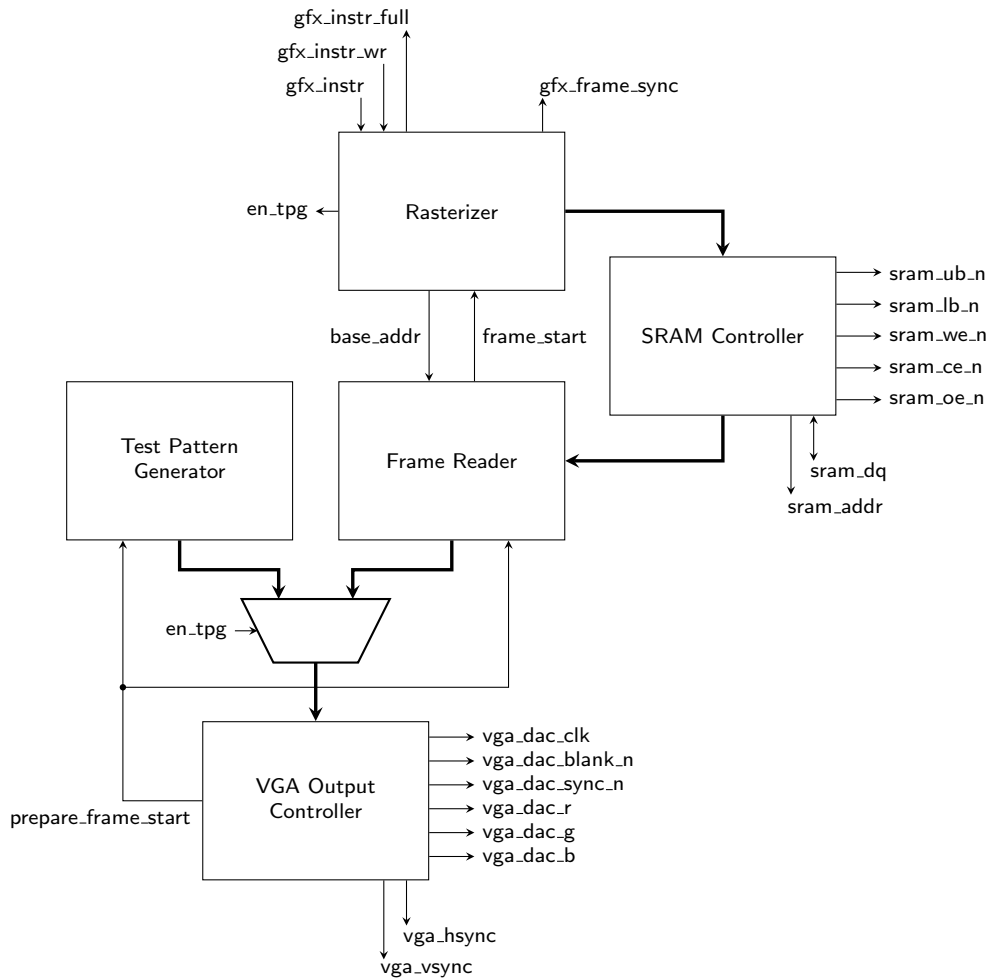 gfx_instr_full
gfx_instr_wr
gfx_instr
gfx_frame_sync
en_tpg
Rasterizer
sram_ub_n
sram_lb_n
SRAM Controller
sram_we_n
sram_ce_n
sram_oe_n
base_addr
frame_start
Test Pattern
Generator
Frame Reader
sram_dq
sram_addr
en_tpg
vga_dac_clk
vga_dac_blank_n
vga_dac_sync_n
vga_dac_r
vga_dac_g
vga_dac_b
VGA Output
Controller
prepare_frame_start
vga_hsync
vga_vsync